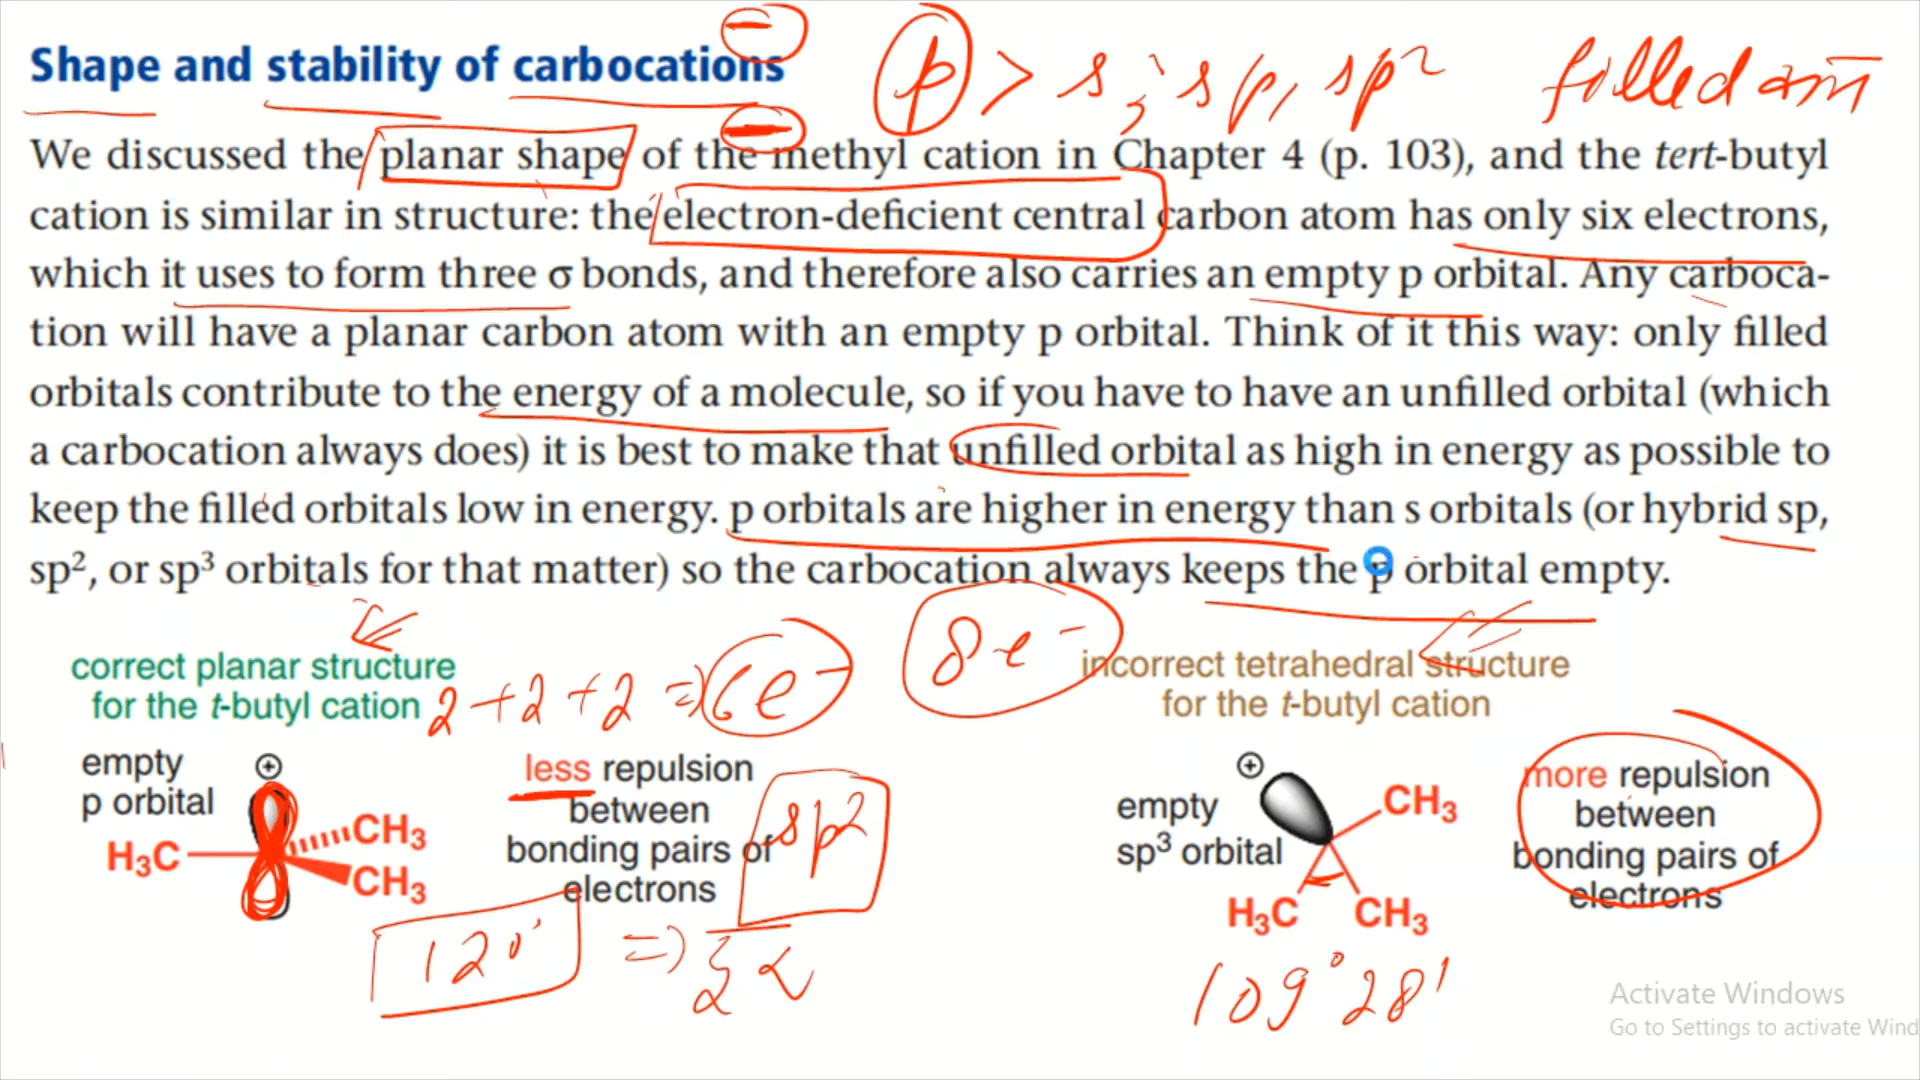 Shape and stability of carbocations
p > s, sp, sp²  filled
We discussed the planar shape of the methyl cation in Chapter 4 (p. 103), and the tert-butyl
cation is similar in structure: the electron-deficient central carbon atom has only six electrons,
which it uses to form three σ bonds, and therefore also carries an empty p orbital. Any carboca-
tion will have a planar carbon atom with an empty p orbital. Think of it this way: only filled
orbitals contribute to the energy of a molecule, so if you have to have an unfilled orbital (which
a carbocation always does) it is best to make that unfilled orbital as high in energy as possible to
keep the filled orbitals low in energy. p orbitals are higher in energy than s orbitals (or hybrid sp,
sp², or sp³ orbitals for that matter) so the carbocation always keeps the p orbital empty.
correct planar structure
for the t-butyl cation
2+2+2 ⇒ 6e⁻
8e⁻
empty
p orbital
⊕
H₃C
CH₃
CH₃
less repulsion
between
bonding pairs of
electrons
sp²
120°
⇒
incorrect tetrahedral structure
for the t-butyl cation
empty
sp³ orbital
⊕
CH₃
H₃C
CH₃
more repulsion
between
bonding pairs of
electrons
109°28'
Activate Windows
Go to Settings to activate Wind